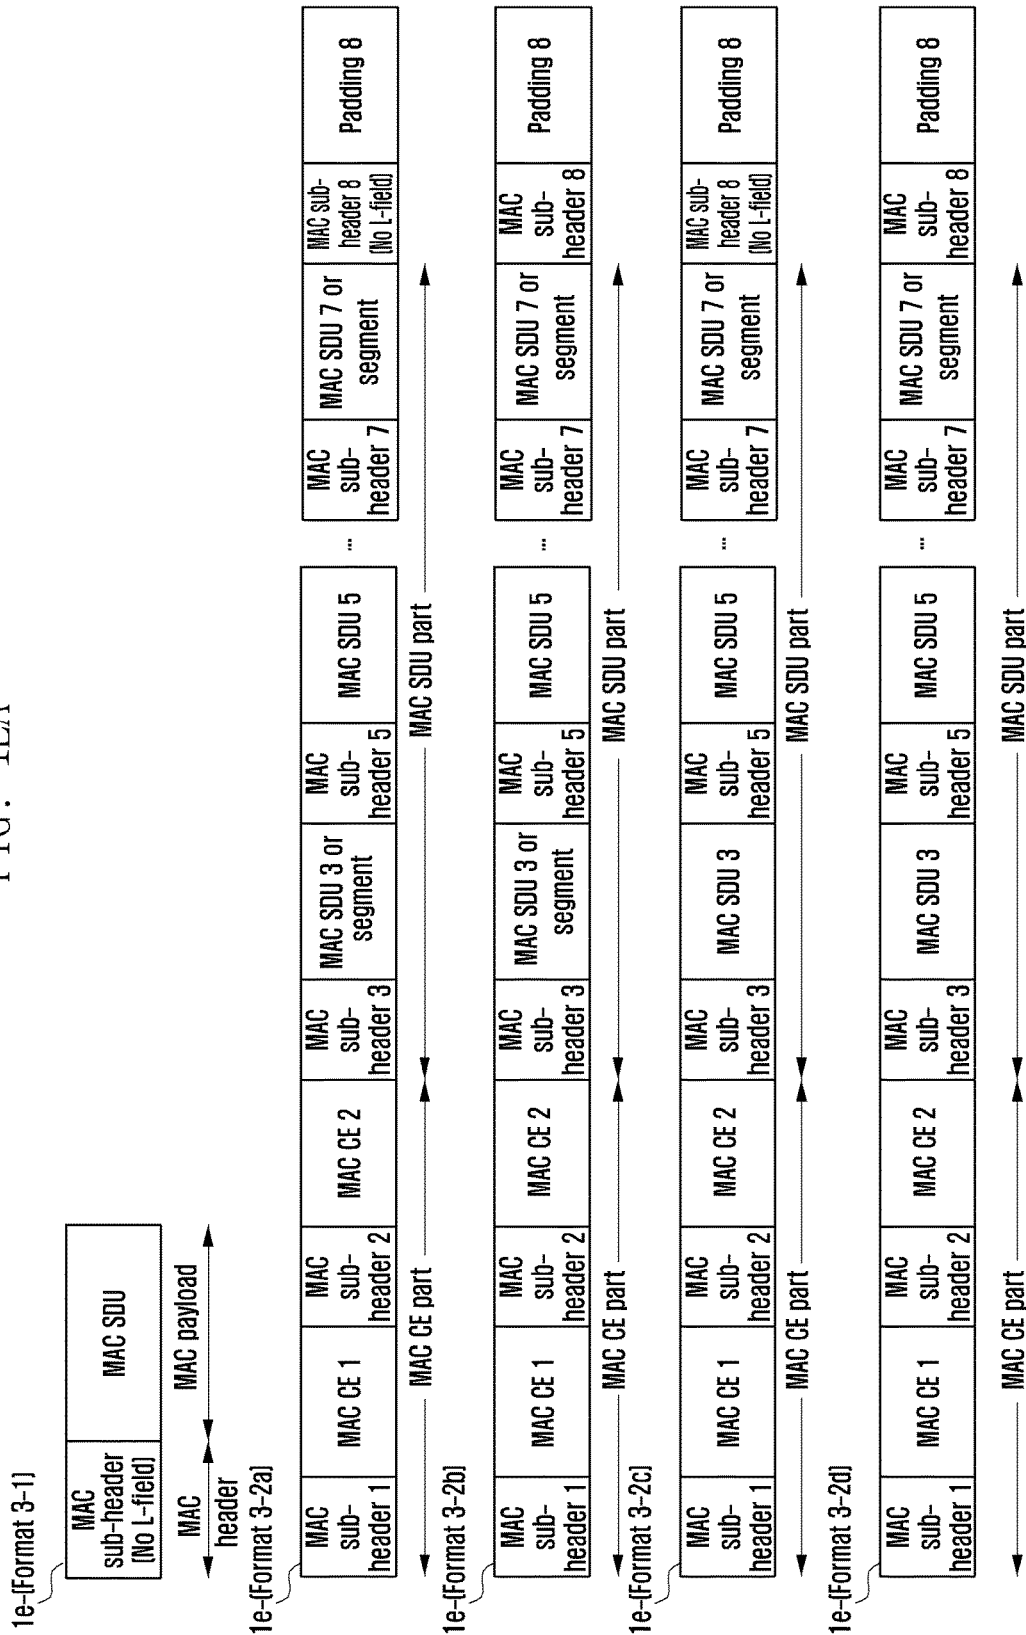 FIG. 1EA
1e-(Format 3-1)
MAC
sub-header
(No L-field)
MAC SDU
MAC
header
MAC payload
1e-(Format 3-2a)
MAC
sub-
header 1
MAC CE 1
MAC
sub-
header 2
MAC CE 2
MAC
sub-
header 3
MAC SDU 3 or
segment
MAC
sub-
header 5
MAC SDU 5
...
MAC
sub-
header 7
MAC SDU 7 or
segment
MAC sub-
header 8
(No L-field)
Padding 8
MAC CE part
MAC SDU part
1e-(Format 3-2b)
MAC
sub-
header 1
MAC CE 1
MAC
sub-
header 2
MAC CE 2
MAC
sub-
header 3
MAC SDU 3 or
segment
MAC
sub-
header 5
MAC SDU 5
...
MAC
sub-
header 7
MAC SDU 7 or
segment
MAC
sub-
header 8
Padding 8
MAC CE part
MAC SDU part
1e-(Format 3-2c)
MAC
sub-
header 1
MAC CE 1
MAC
sub-
header 2
MAC CE 2
MAC
sub-
header 3
MAC SDU 3
MAC
sub-
header 5
MAC SDU 5
...
MAC
sub-
header 7
MAC SDU 7 or
segment
MAC sub-
header 8
(No L-field)
Padding 8
MAC CE part
MAC SDU part
1e-(Format 3-2d)
MAC
sub-
header 1
MAC CE 1
MAC
sub-
header 2
MAC CE 2
MAC
sub-
header 3
MAC SDU 3
MAC
sub-
header 5
MAC SDU 5
...
MAC
sub-
header 7
MAC SDU 7 or
segment
MAC
sub-
header 8
Padding 8
MAC CE part
MAC SDU part